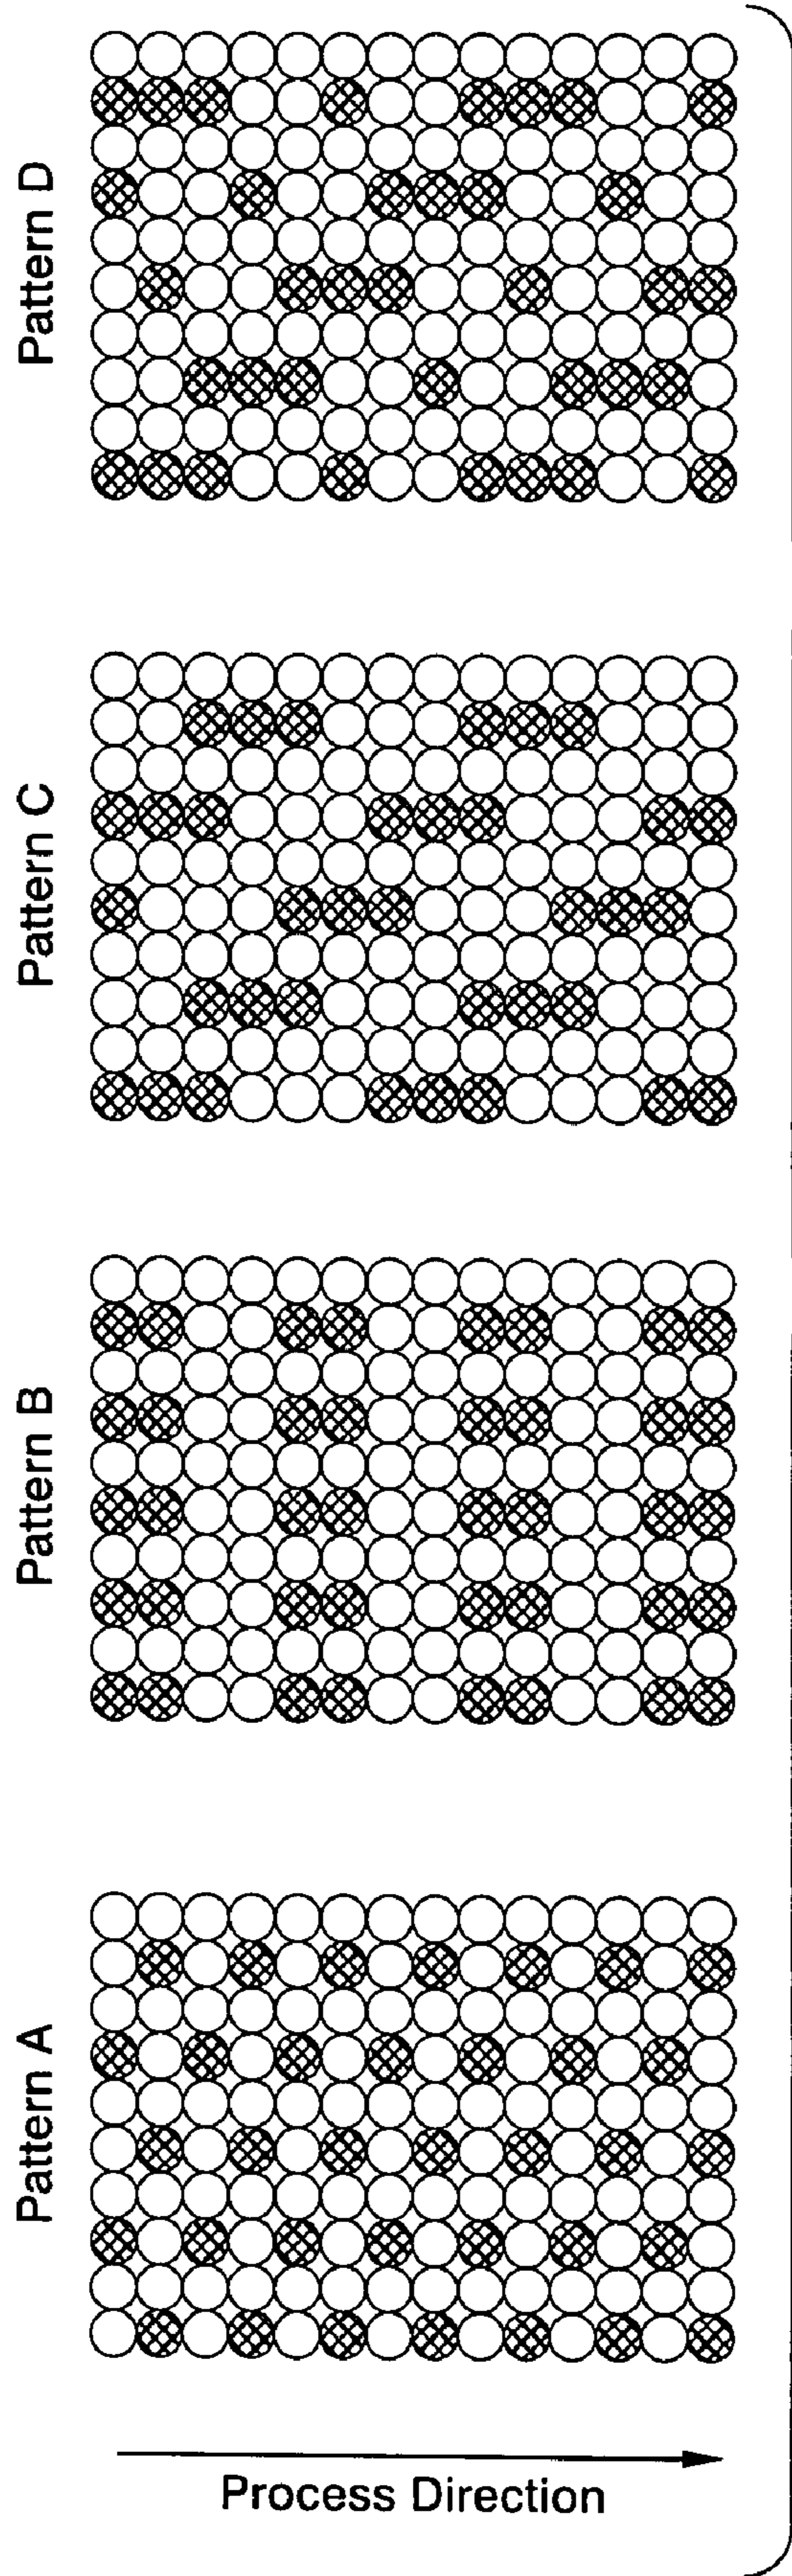 Pattern D
Pattern C
Pattern B
Pattern A
Process Direction